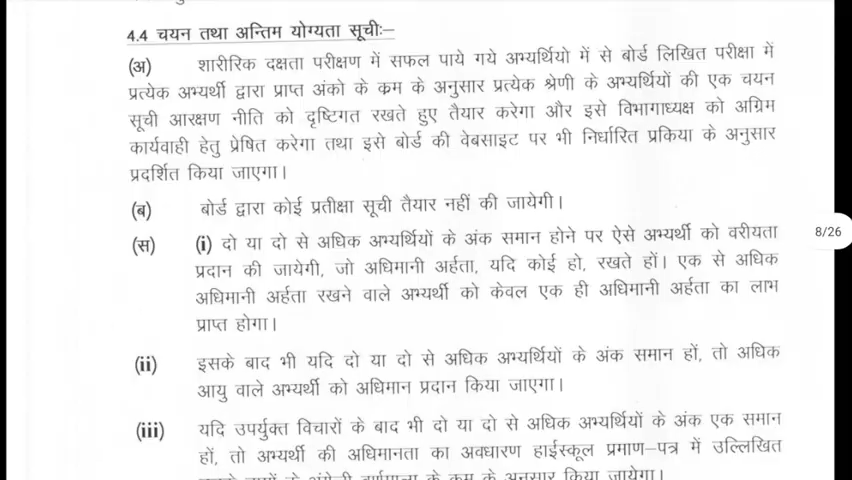 4.4 चयन तथा अन्तिम योग्यता सूचीः–
(अ) शारीरिक दक्षता परीक्षण में सफल पाये गये अभ्यर्थियो में से बोर्ड लिखित परीक्षा में
प्रत्येक अभ्यर्थी द्वारा प्राप्त अंको के क्रम के अनुसार प्रत्येक श्रेणी के अभ्यर्थियों की एक चयन
सूची आरक्षण नीति को दृष्टिगत रखते हुए तैयार करेगा और इसे विभागाध्यक्ष को अग्रिम
कार्यवाही हेतु प्रेषित करेगा तथा इसे बोर्ड की वेबसाइट पर भी निर्धारित प्रकिया के अनुसार
प्रदर्शित किया जाएगा।
(ब) बोर्ड द्वारा कोई प्रतीक्षा सूची तैयार नहीं की जायेगी।
8/26
(स) (i) दो या दो से अधिक अभ्यर्थियों के अंक समान होने पर ऐसे अभ्यर्थी को वरीयता
प्रदान की जायेगी, जो अधिमानी अर्हता, यदि कोई हो, रखते हों। एक से अधिक
अधिमानी अर्हता रखने वाले अभ्यर्थी को केवल एक ही अधिमानी अर्हता का लाभ
प्राप्त होगा।
(ii) इसके बाद भी यदि दो या दो से अधिक अभ्यर्थियों के अंक समान हों, तो अधिक
आयु वाले अभ्यर्थी को अधिमान प्रदान किया जाएगा।
(iii) यदि उपर्युक्त विचारों के बाद भी दो या दो से अधिक अभ्यर्थियों के अंक एक समान
हों, तो अभ्यर्थी की अधिमानता का अवधारण हाईस्कूल प्रमाण–पत्र में उल्लिखित
के क्रम के अनुसार किया जायेगा।